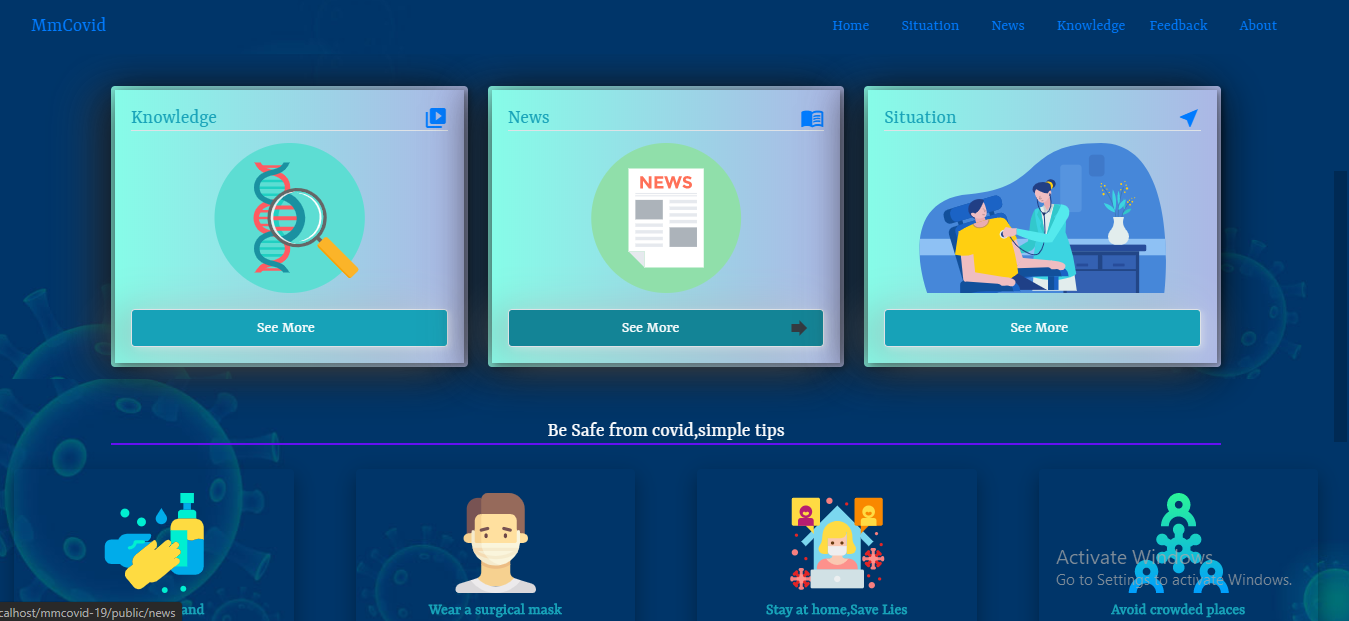 MmCovid
Home Situation News Knowledge Feedback About
Knowledge
News
Situation
NEWS
See More
See More
See More
Be Safe from covid,simple tips
Activate Windows
Go to Settings to activate Windows.
calhost/mmcovid-19/public/news
and
Wear a surgical mask
Stay at home,Save Lies
Avoid crowded places